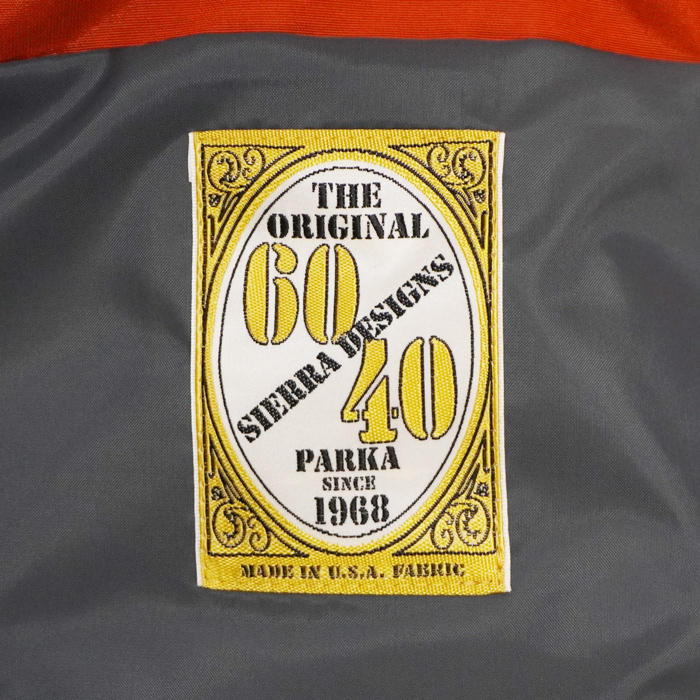 THE
ORIGINAL
60
SIERRA DESIGNS
40
PARKA
SINCE
1968
MADE IN U.S.A. FABRIC